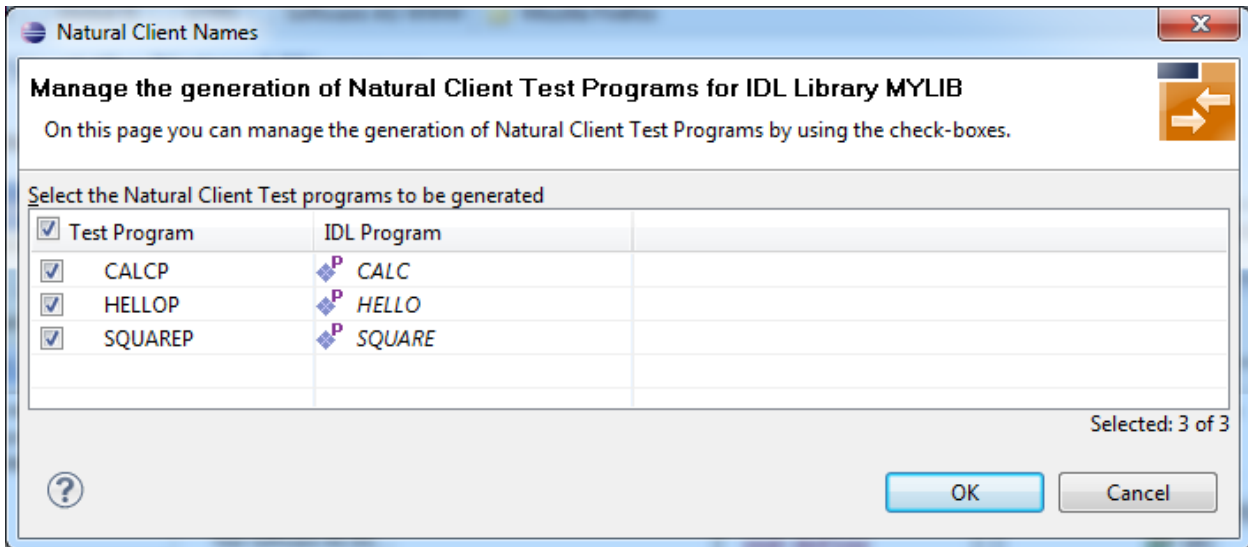 Natural Client Names
Manage the generation of Natural Client Test Programs for IDL Library MYLIB
On this page you can manage the generation of Natural Client Test Programs by using the check-boxes.
Select the Natural Client Test programs to be generated
Test Program IDL Program
CALCP P CALC
HELLOP P HELLO
SQUAREP P SQUARE
Selected: 3 of 3
? OK Cancel